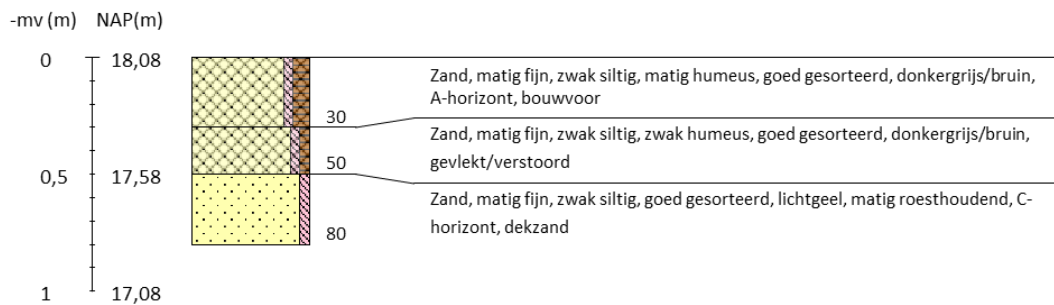 -mv (m) NAP(m)
0 18,08
Zand, matig fijn, zwak siltig, matig humeus, goed gesorteerd, donkergrijs/bruin,
A-horizont, bouwvoor
30
Zand, matig fijn, zwak siltig, zwak humeus, goed gesorteerd, donkergrijs/bruin,
gevlekt/verstoord
50
0,5 17,58
Zand, matig fijn, zwak siltig, goed gesorteerd, lichtgeel, matig roesthoudend, C-
horizont, dekzand
80
1 17,08